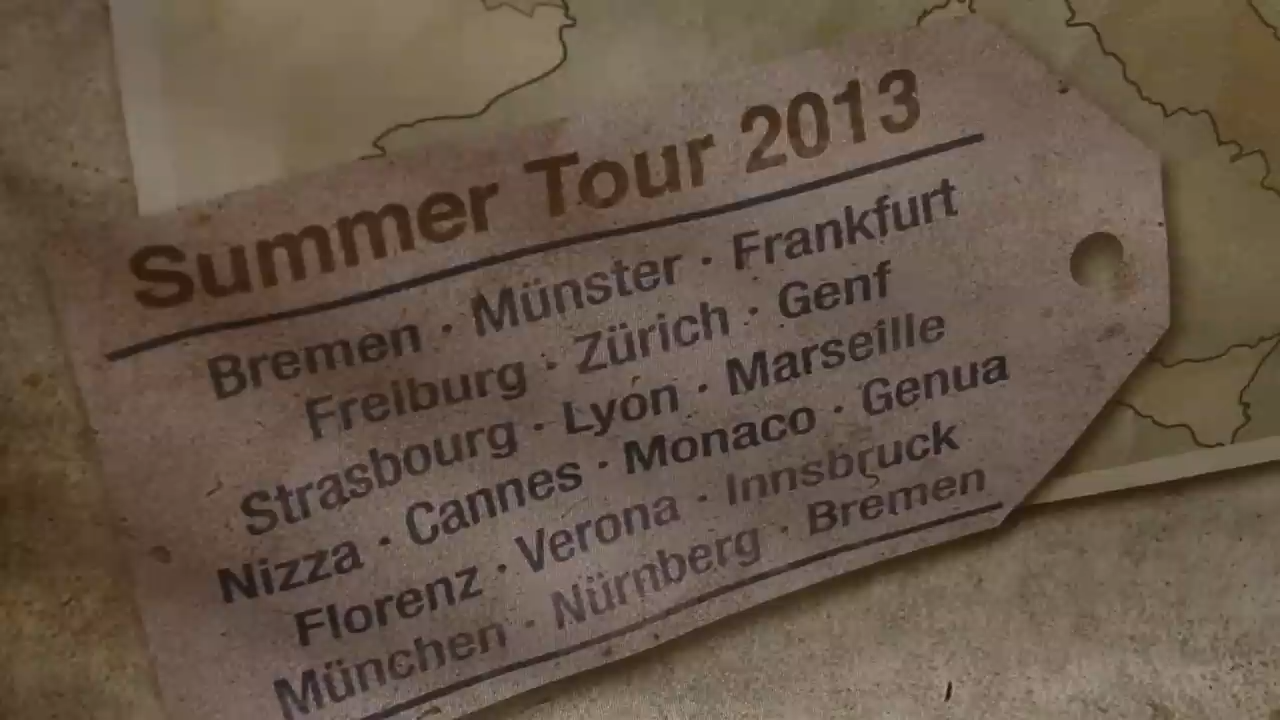 Summer Tour 2013
Bremen · Münster · Frankfurt
Freiburg · Zürich · Genf
Strasbourg · Lyon · Marseille
Nizza · Cannes · Monaco · Genua
Florenz · Verona · Innsbruck
München · Nürnberg · Bremen